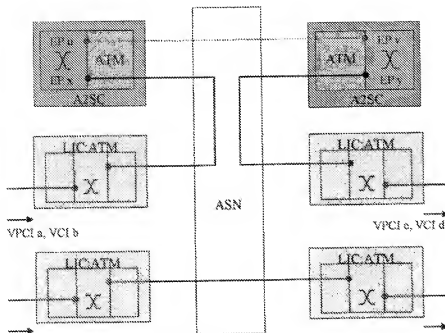 EP u
ATM
EP x
A2SC
EP v
ATM
EP y
A2SC
LIC:ATM
LIC:ATM
VPCI a, VCI b
ASN
VPCI c, VCI d
LIC:ATM
LIC:ATM